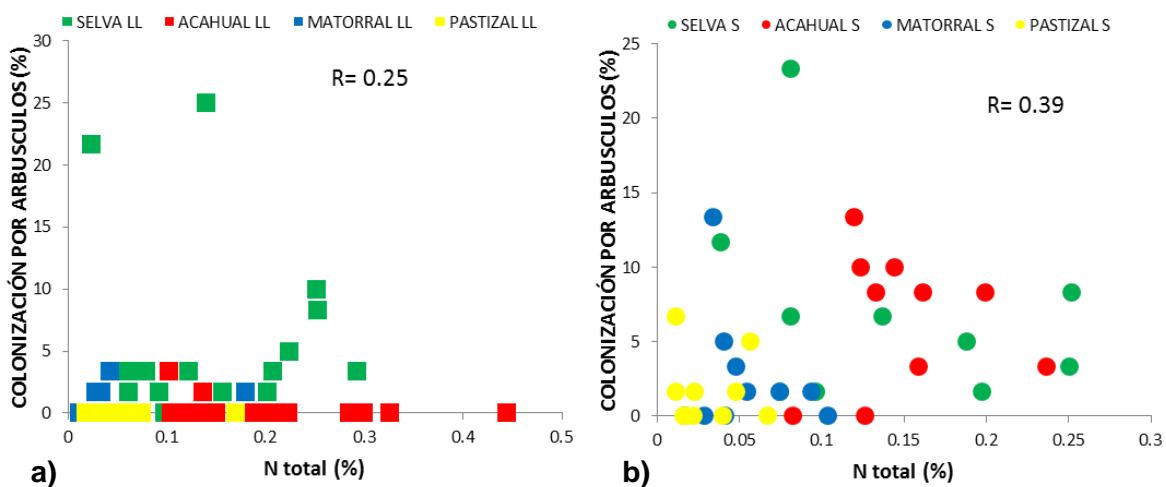 SELVA LL ACAHUAL LL MATORRAL LL PASTIZAL LL
30
25
20
15
10
5
0
COLONIZACIÓN POR ARBUSCULOS (%)
R= 0.25
0 0.1 0.2 0.3 0.4 0.5
N total (%)
a)
SELVA S ACAHUAL S MATORRAL S PASTIZAL S
25
20
15
10
5
0
COLONIZACIÓN POR ARBUSCULOS (%)
R= 0.39
0 0.05 0.1 0.15 0.2 0.25 0.3
N total (%)
b)